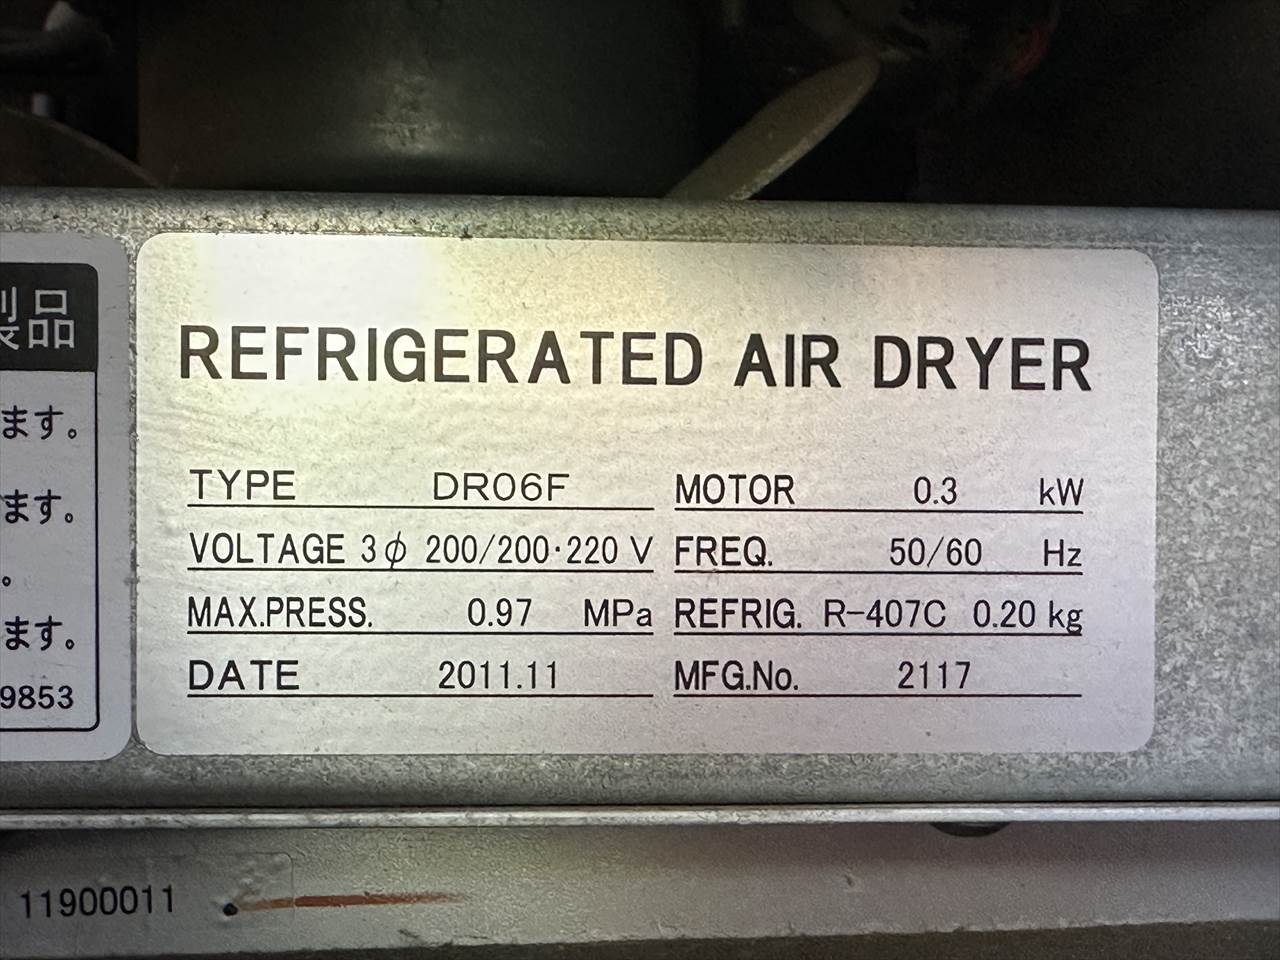 製品
ます。
ます。
。
ます。
9853
REFRIGERATED AIR DRYER
TYPE DR06F MOTOR 0.3 kW
VOLTAGE 3ϕ 200/200·220 V FREQ. 50/60 Hz
MAX.PRESS. 0.97 MPa REFRIG. R-407C 0.20 kg
DATE 2011.11 MFG.No. 2117
11900011